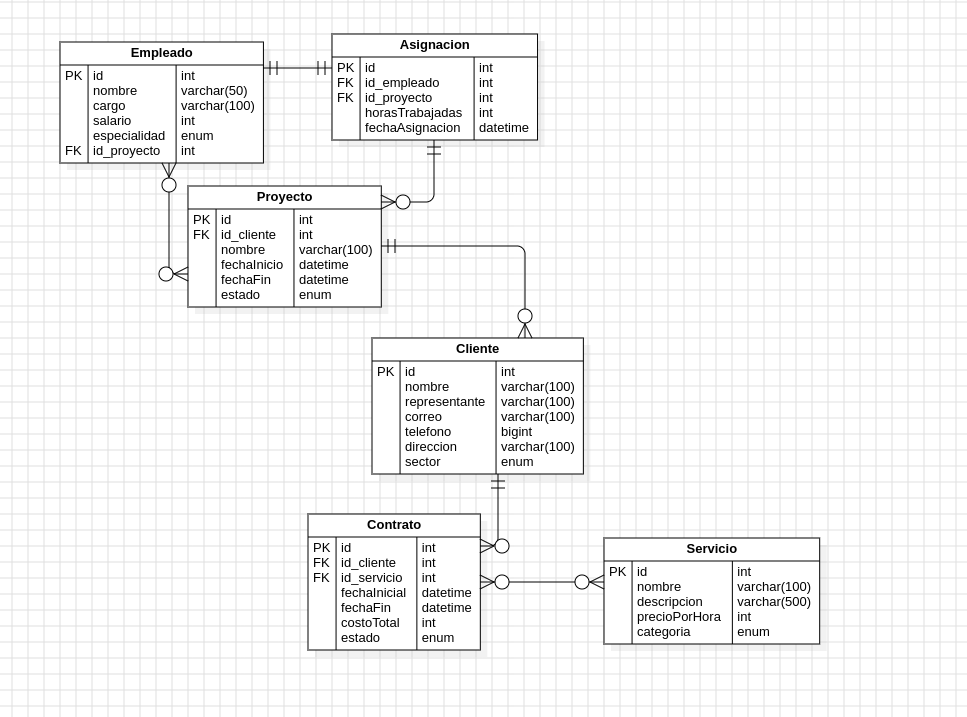 Empleado
PK id int
nombre varchar(50)
cargo varchar(100)
salario int
especialidad enum
FK id_proyecto int
Asignacion
PK id int
FK id_empleado int
FK id_proyecto int
horasTrabajadas int
fechaAsignacion datetime
Proyecto
PK id int
FK id_cliente int
nombre varchar(100)
fechaInicio datetime
fechaFin datetime
estado enum
Cliente
PK id int
nombre varchar(100)
representante varchar(100)
correo varchar(100)
telefono bigint
direccion varchar(100)
sector enum
Contrato
PK id int
FK id_cliente int
FK id_servicio int
fechaInicial datetime
fechaFin datetime
costoTotal int
estado enum
Servicio
PK id int
nombre varchar(100)
descripcion varchar(500)
precioPorHora int
categoria enum